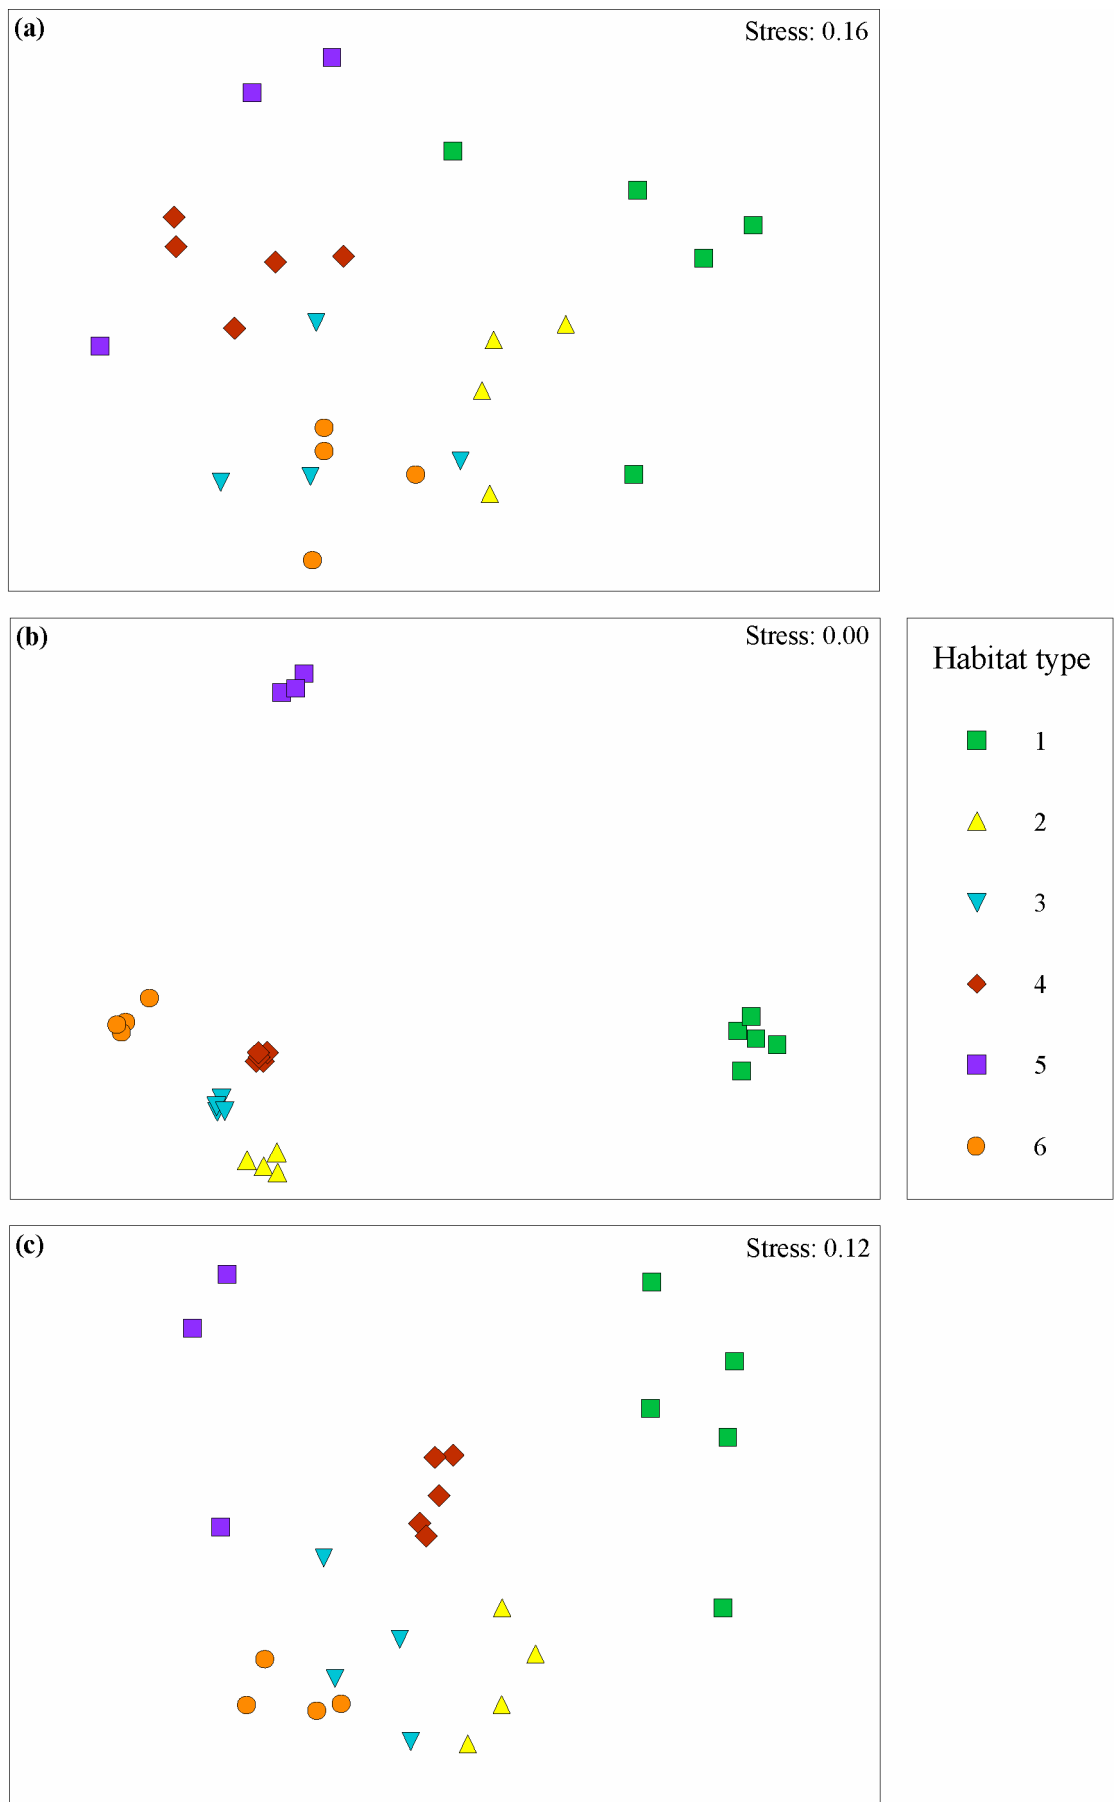 (a)
Stress: 0.16
(b)
Stress: 0.00
Habitat type
1
2
3
4
5
6
(c)
Stress: 0.12